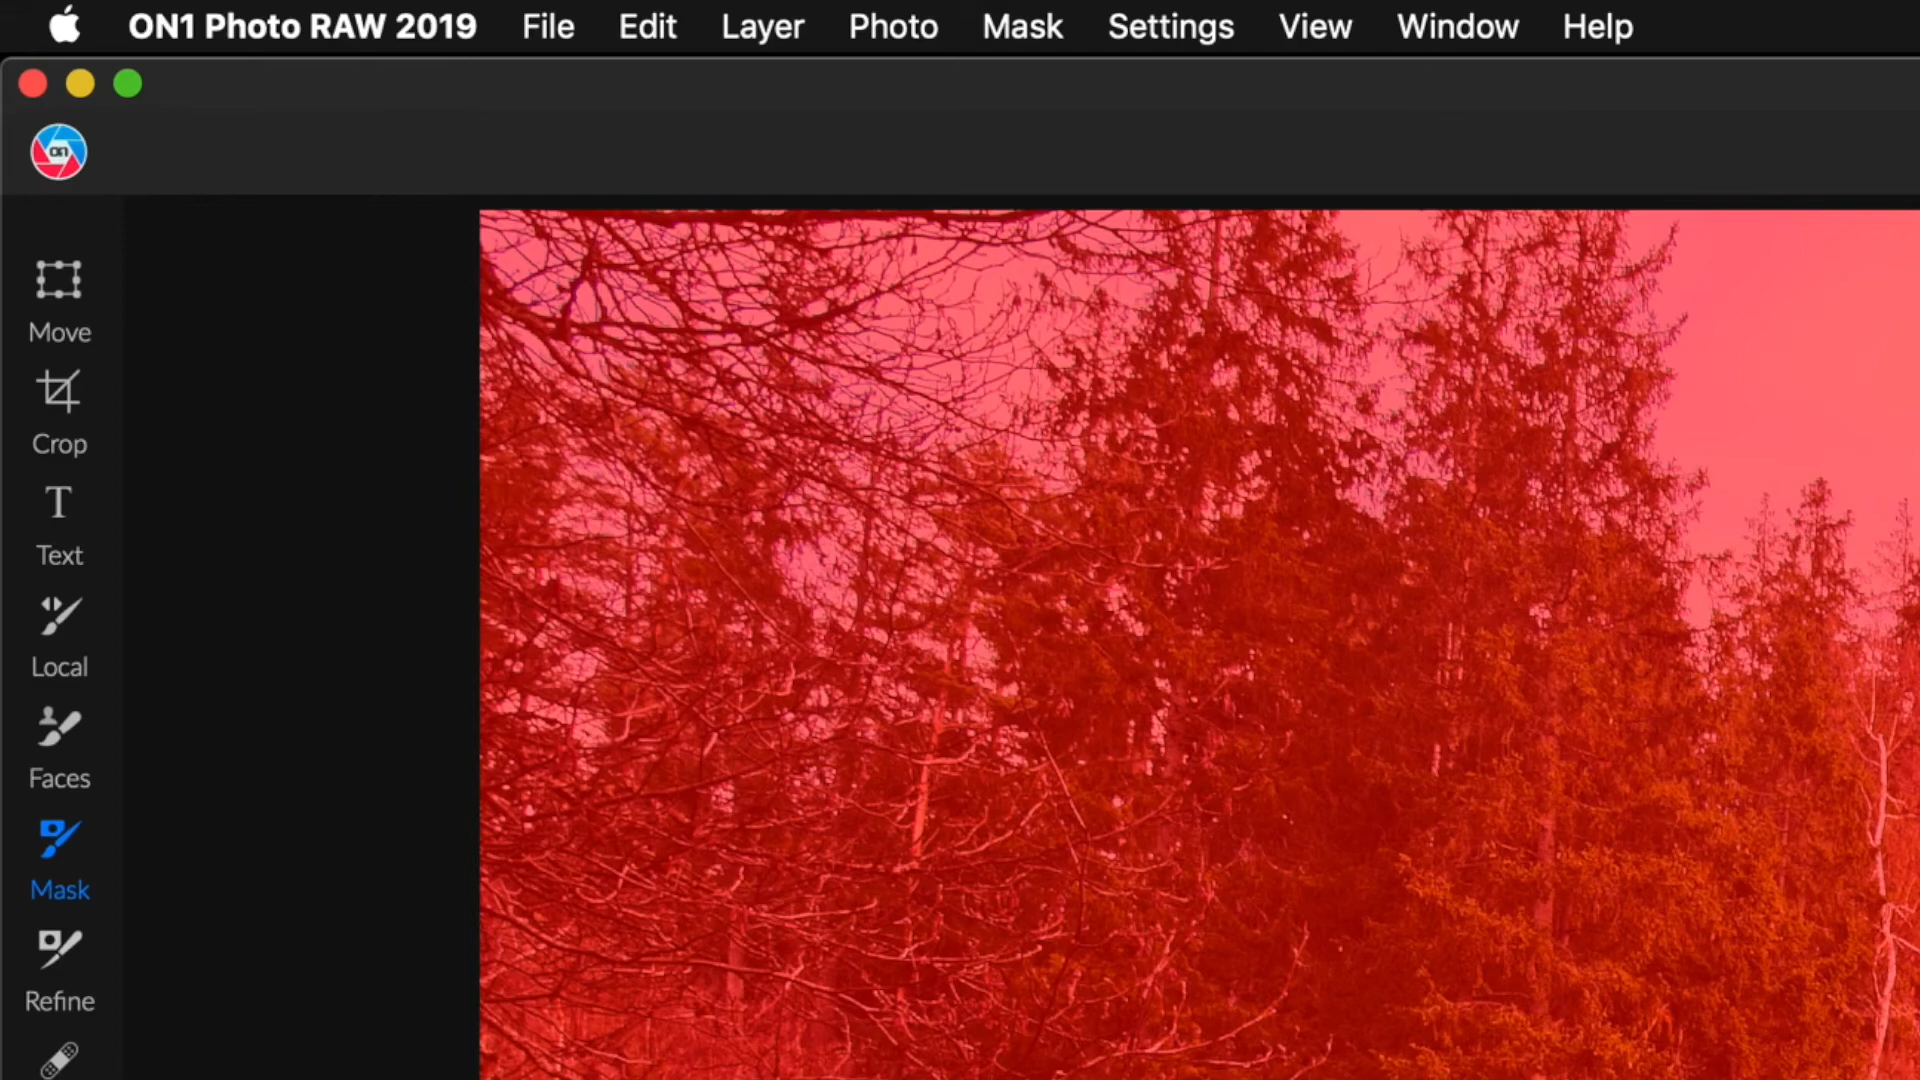 ON1 Photo RAW 2019 File Edit Layer Photo Mask Settings View Window Help
ON1
Move
Crop
T
Text
Local
Faces
Mask
Refine